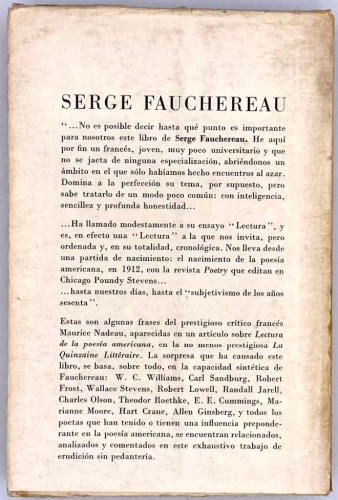 SERGE FAUCHEREAU
"...No es posible decir hasta qué punto es importante
para nosotros este libro de Serge Fauchereau. He aquí
por fin un francés, joven, muy poco universitario y que
no se jacta de ninguna especialización, abriéndonos un
ámbito en el que sólo habíamos hecho encuentros al azar.
Domina a la perfección su tema, por supuesto, pero
sabe tratarlo de un modo poco común: con inteligencia,
sencillez y profunda honestidad...
...Ha llamado modestamente a su ensayo "Lectura", y
es, en efecto una "Lectura" a la que nos invita, pero
ordenada y, en su totalidad, cronológica. Nos lleva desde
una partida de nacimiento: el nacimiento de la poesía
americana, en 1912, con la revista Poetry que editan en
Chicago Poundy Stevens...
...hasta nuestros días, hasta el "subjetivismo de los años
sesenta".
Estas son algunas frases del prestigioso crítico francés
Maurice Nadeau, aparecidas en un artículo sobre Lectura
de la poesía americana, en la no menos prestigiosa La
Quinzaine Littéraire. La sorpresa que ha causado este
libro, se basa, sobre todo, en la capacidad sintética de
Fauchereau: W. C. Williams, Carl Sandburg, Robert
Frost, Wallace Stevens, Robert Lowell, Randall Jarell,
Charles Olson, Theodor Roethke, E. E. Cummings, Ma-
rianne Moore, Hart Crane, Allen Ginsberg, y todos los
poetas que han tenido o tienen una influencia preponde-
rante en la poesía americana, se encuentran relacionados,
analizados y comentados en este exhaustivo trabajo de
erudición sin pedantería.